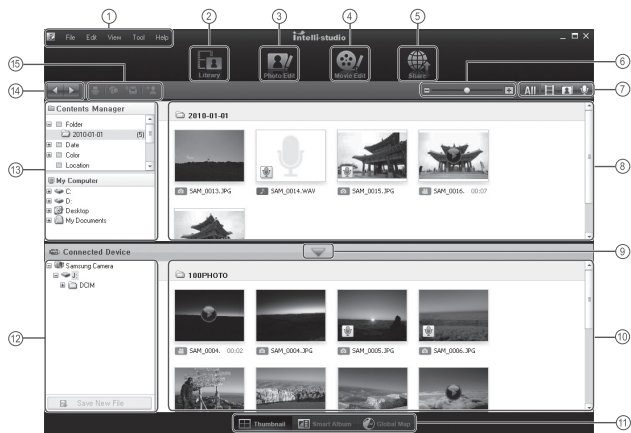 1
2
3
4
5
File Edit View Tool Help
Intelli-studio
Library
Photo Edit
Movie Edit
Share
6
7
All
15
14
Contents Manager
Folder
2010-01-01 (5)
Date
Color
Location
My Computer
C:
D:
Desktop
My Documents
13
2010-01-01
SAM_0013.JPG
SAM_0014.WAV
SAM_0015.JPG
SAM_0016. 00:07
8
Connected Device
9
Samsung Camera
J:
DCIM
12
Save New File
100PHOTO
SAM_0004. 00:02
SAM_0004.JPG
SAM_0005.JPG
SAM_0006.JPG
10
Thumbnail
Smart Album
Global Map
11